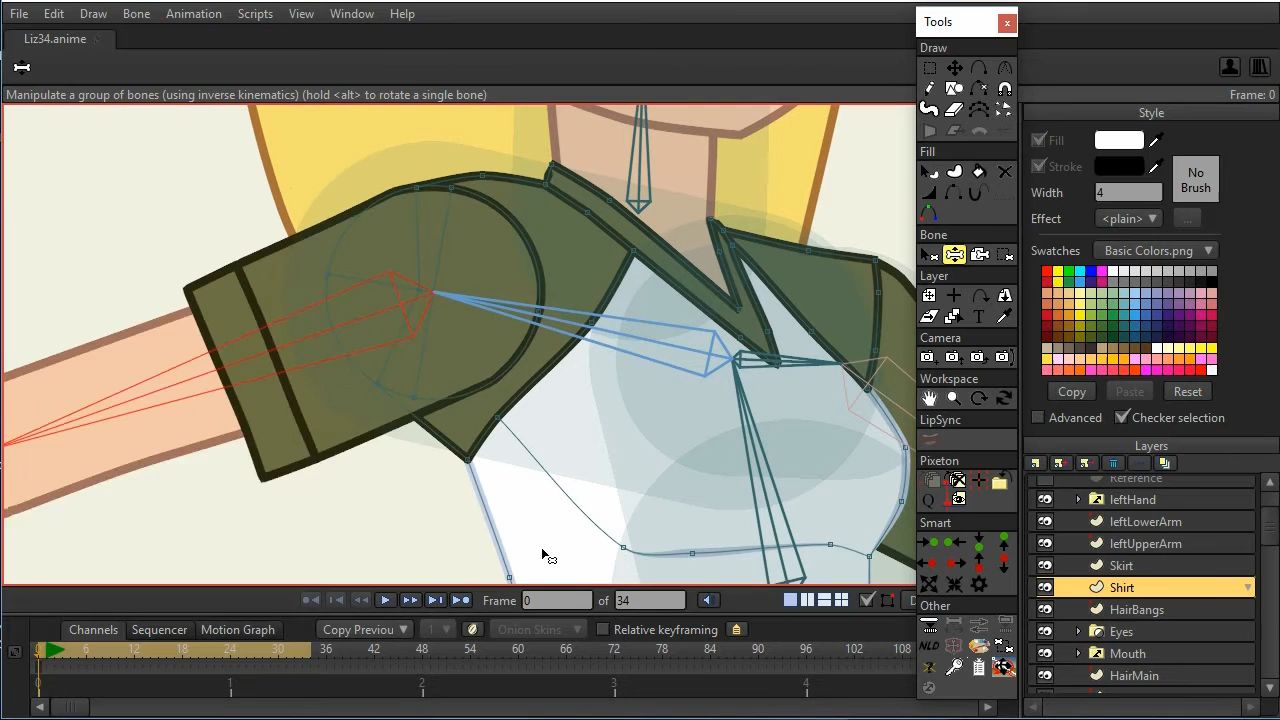 File Edit Draw Bone Animation Scripts View Window Help
Liz34.anime
Manipulate a group of bones (using inverse kinematics) (hold <alt> to rotate a single bone)
Frame: 0
Tools
Draw
Fill
Bone
Layer
Camera
Workspace
LipSync
Pixeton
Smart
Other
Style
Fill
Stroke
No Brush
Width 4
Effect <plain> ...
Swatches Basic Colors.png
Copy Paste Reset
Advanced Checker selection
Layers
Reference
leftHand
leftLowerArm
leftUpperArm
Skirt
Shirt
HairBangs
Eyes
Mouth
HairMain
Frame 0 of 34
D
Channels Sequencer Motion Graph Copy Previou 1 Onion Skins Relative keyframing
0 6 12 18 24 30 36 42 48 54 60 66 72 78 84 90 96 102 108
0 1 2 3 4